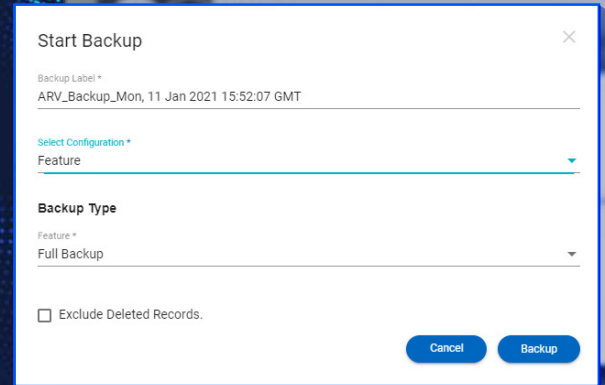 Start Backup
Backup Label *
ARV_Backup_Mon, 11 Jan 2021 15:52:07 GMT
Select Configuration *
Feature
Backup Type
Feature *
Full Backup
Exclude Deleted Records.
Cancel Backup